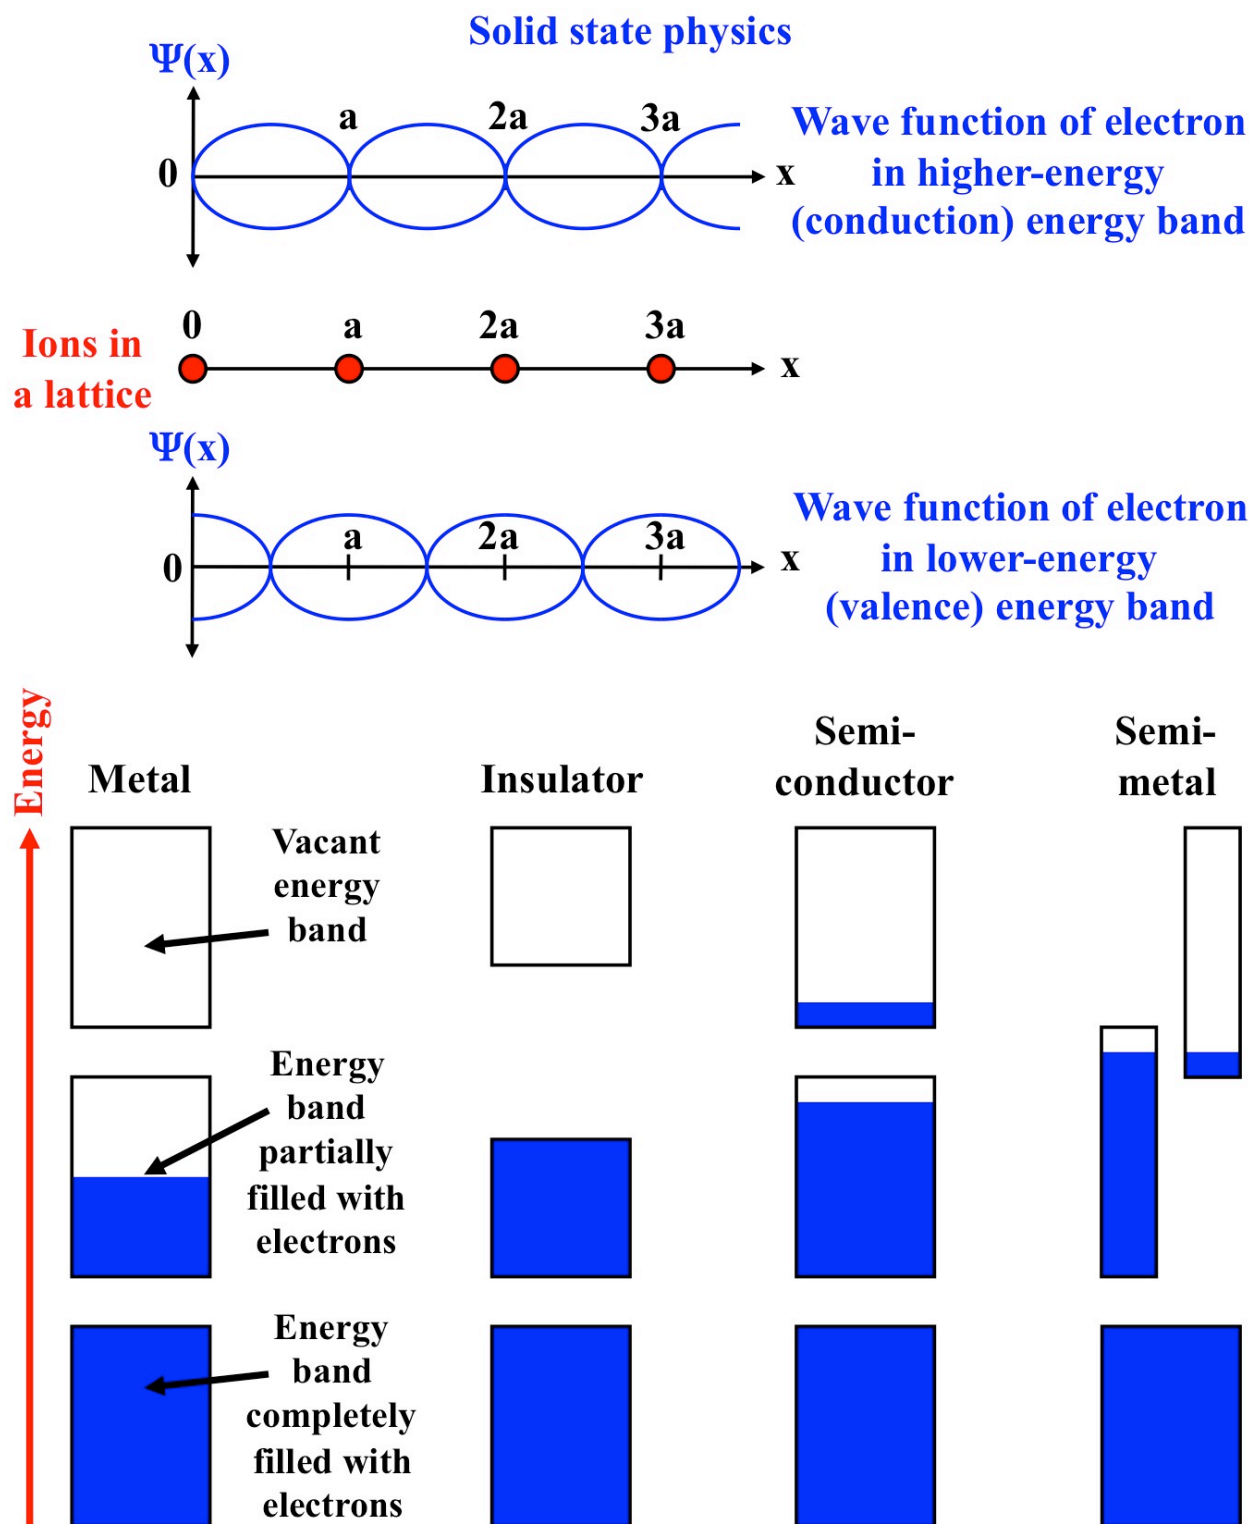 Solid state physics
Ψ(x)
a 2a 3a
0
x
Wave function of electron
in higher-energy
(conduction) energy band
0 a 2a 3a
Ions in
a lattice
x
Ψ(x)
a 2a 3a
0
x
Wave function of electron
in lower-energy
(valence) energy band
Energy
Metal
Insulator
Semi-
conductor
Semi-
metal
Vacant
energy
band
Energy
band
partially
filled with
electrons
Energy
band
completely
filled with
electrons